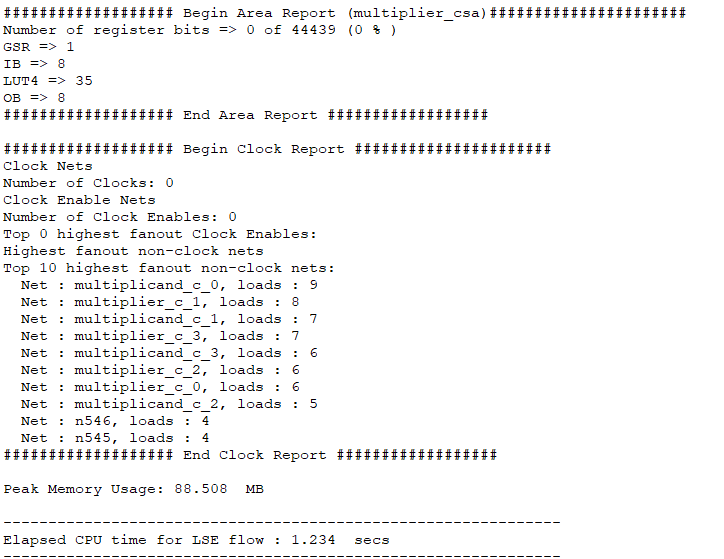 ################### Begin Area Report (multiplier_csa)######################
Number of register bits => 0 of 44439 (0 % )
GSR => 1
IB => 8
LUT4 => 35
OB => 8
################### End Area Report ##################
################### Begin Clock Report ######################
Clock Nets
Number of Clocks: 0
Clock Enable Nets
Number of Clock Enables: 0
Top 0 highest fanout Clock Enables:
Highest fanout non-clock nets
Top 10 highest fanout non-clock nets:
  Net : multiplicand_c_0, loads : 9
  Net : multiplier_c_1, loads : 8
  Net : multiplicand_c_1, loads : 7
  Net : multiplier_c_3, loads : 7
  Net : multiplicand_c_3, loads : 6
  Net : multiplier_c_2, loads : 6
  Net : multiplier_c_0, loads : 6
  Net : multiplicand_c_2, loads : 5
  Net : n546, loads : 4
  Net : n545, loads : 4
################### End Clock Report ##################
Peak Memory Usage: 88.508  MB
--------------------------------------------------------------
Elapsed CPU time for LSE flow : 1.234  secs
--------------------------------------------------------------